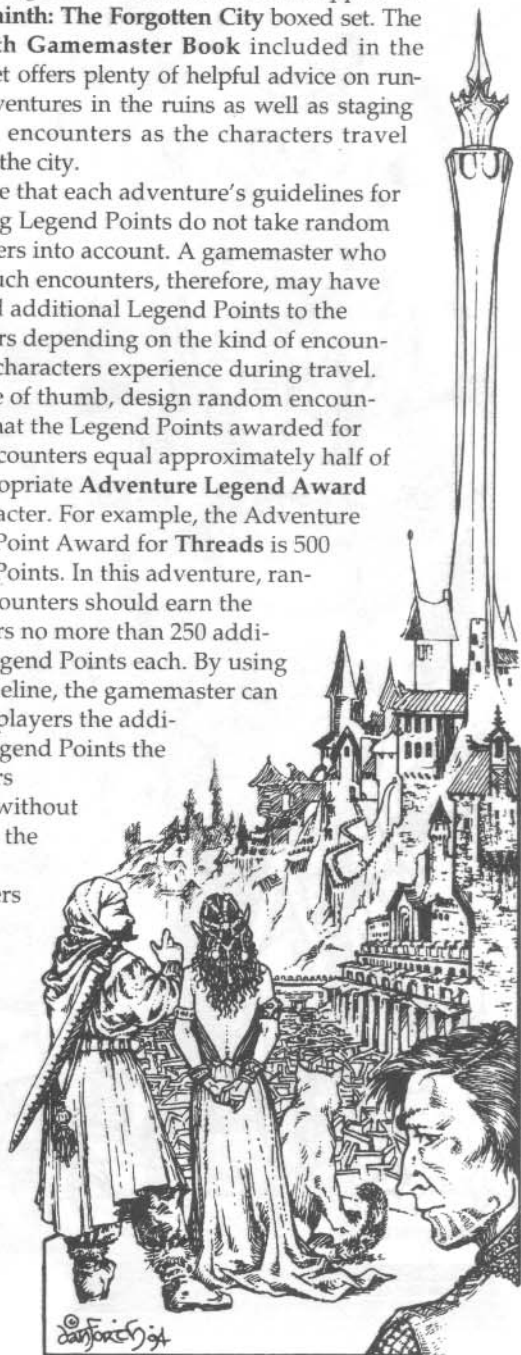 ninth: The Forgotten City boxed set. The
th Gamemaster Book included in the
et offers plenty of helpful advice on run-
ventures in the ruins as well as staging
encounters as the characters travel
the city.
e that each adventure's guidelines for
g Legend Points do not take random
ers into account. A gamemaster who
uch encounters, therefore, may have
d additional Legend Points to the
rs depending on the kind of encoun-
characters experience during travel.
e of thumb, design random encoun-
hat the Legend Points awarded for
counters equal approximately half of
opriate Adventure Legend Award
acter. For example, the Adventure
Point Award for Threads is 500
Points. In this adventure, ran-
ounters should earn the
rs no more than 250 addi-
egend Points each. By using
eline, the gamemaster can
players the addi-
egend Points the
rs
without
the
ers
© Danforth 94